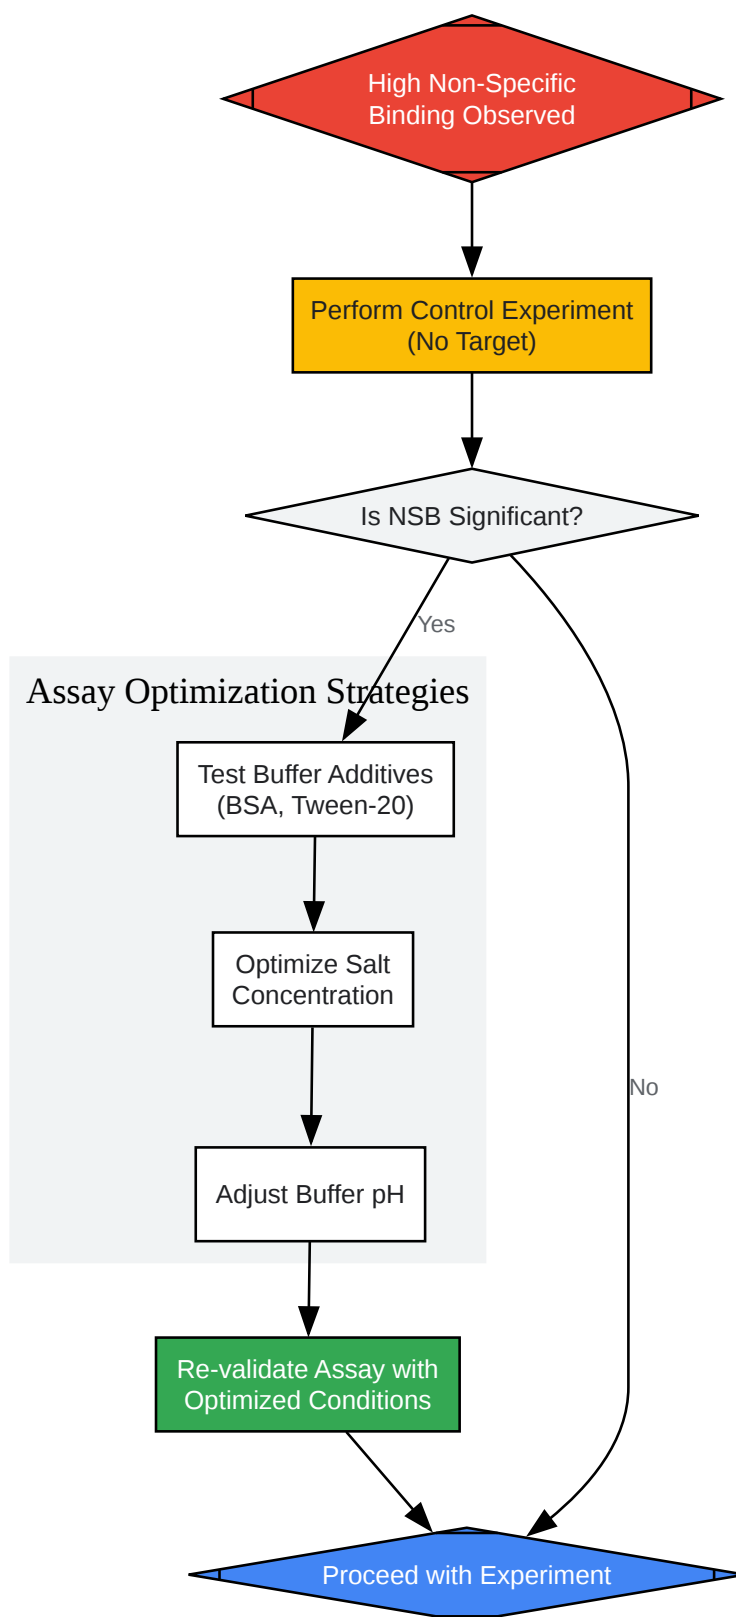 High Non-Specific
Binding Observed
Perform Control Experiment
(No Target)
Is NSB Significant?
Yes
Assay Optimization Strategies
Test Buffer Additives
(BSA, Tween-20)
Optimize Salt
Concentration
No
Adjust Buffer pH
Re-validate Assay with
Optimized Conditions
Proceed with Experiment